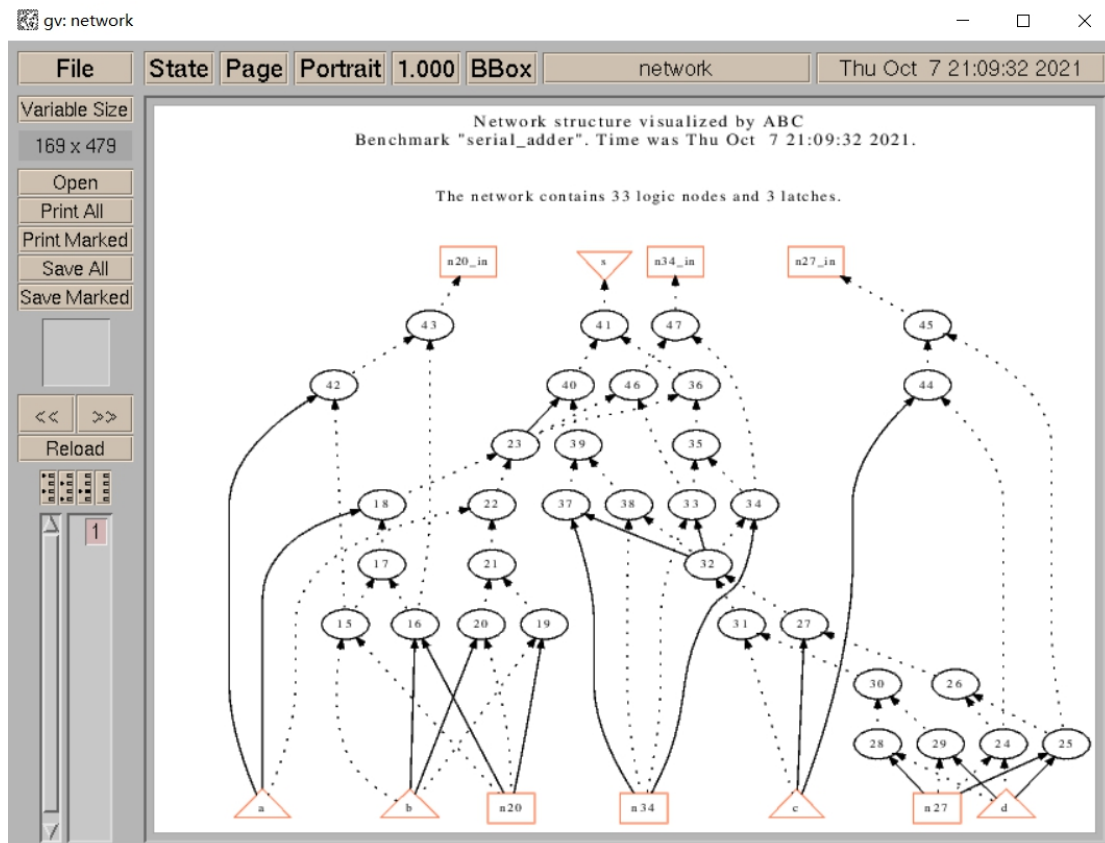 gv: network
File
State Page Portrait 1.000 BBox network Thu Oct 7 21:09:32 2021
Variable Size
169 x 479
Open
Print All
Print Marked
Save All
Save Marked
<< >>
Reload
1
Network structure visualized by ABC
Benchmark "serial_adder". Time was Thu Oct 7 21:09:32 2021.
The network contains 33 logic nodes and 3 latches.
n20_in s n34_in n27_in
43 41 47 45
42 40 46 36 44
23 39 35
18 22 37 38 33 34
17 21 32
15 16 20 19 31 27
30 26
28 29 24 25
a b n20 n34 c n27 d